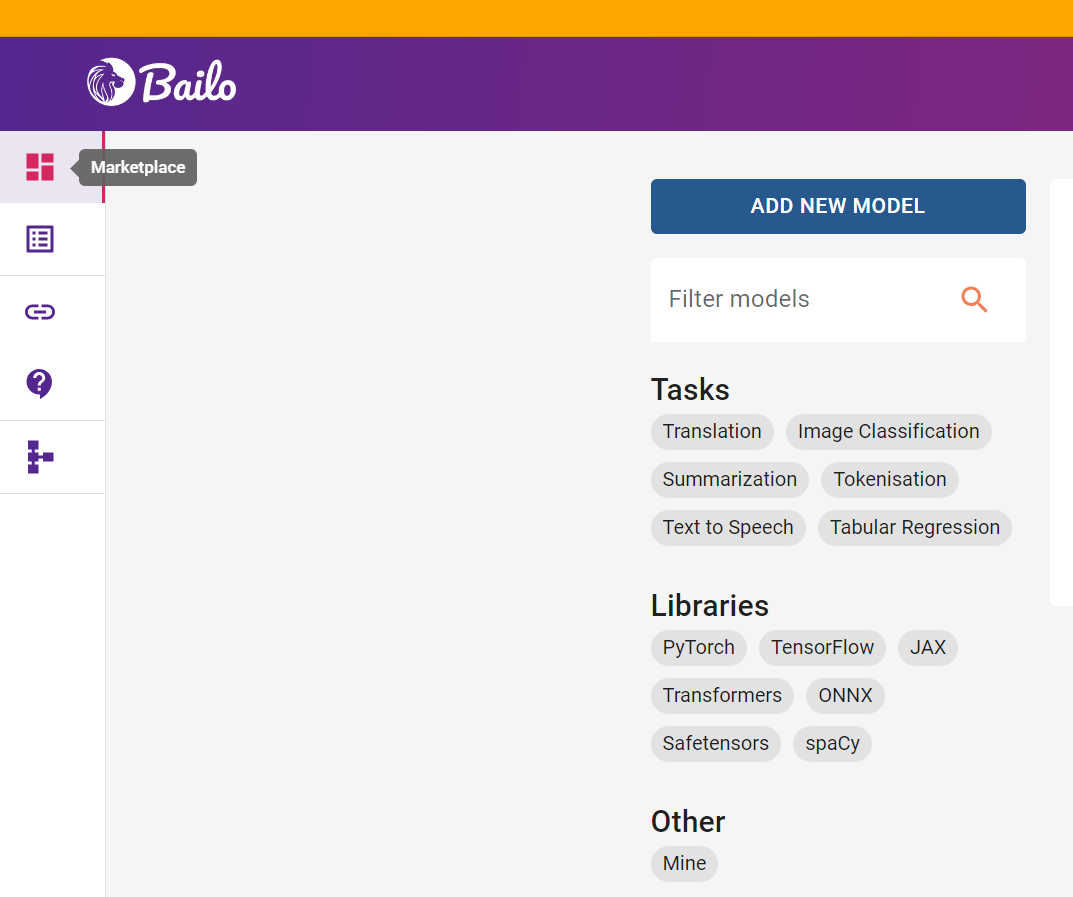 Bailo
Marketplace
ADD NEW MODEL
Filter models
Tasks
Translation Image Classification
Summarization Tokenisation
Text to Speech Tabular Regression
Libraries
PyTorch TensorFlow JAX
Transformers ONNX
Safetensors spaCy
Other
Mine